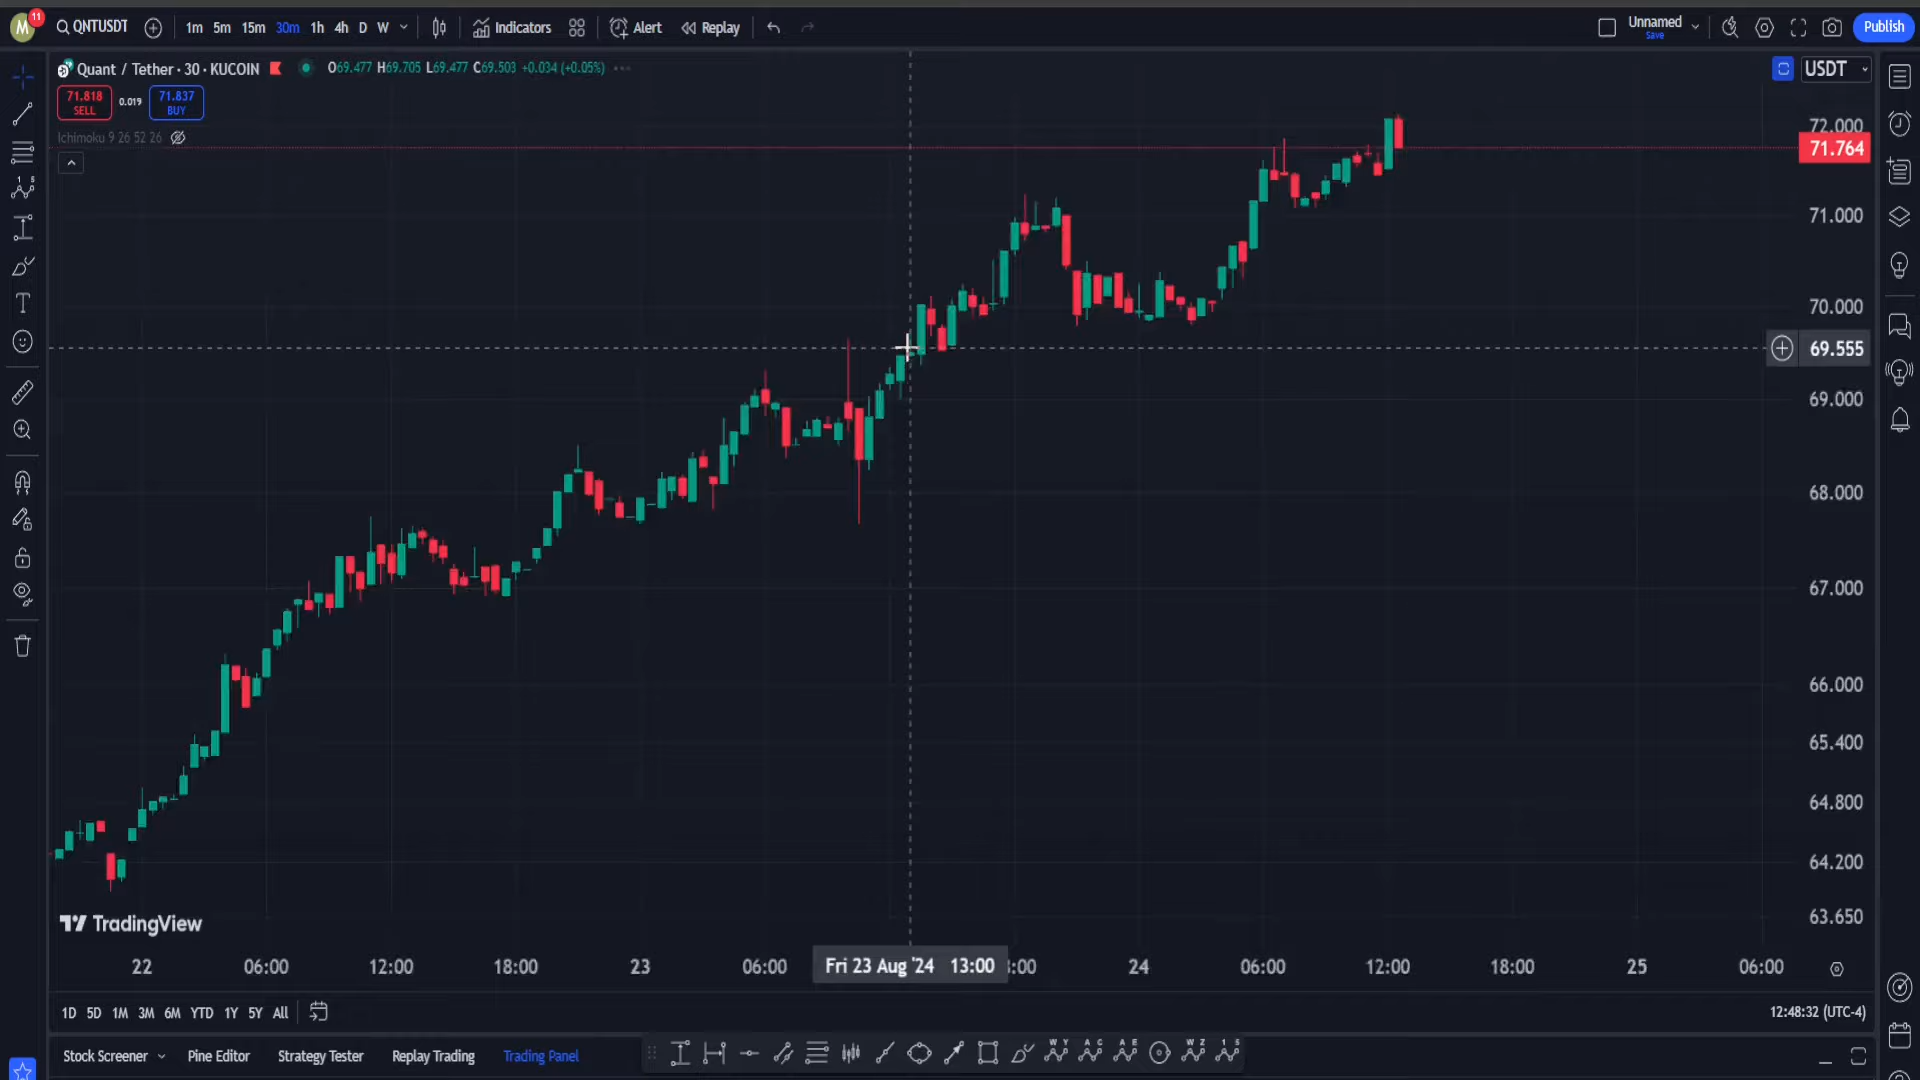 M 11 QNTUSDT 1m 5m 15m 30m 1h 4h D W Indicators Alert Replay Unnamed Save Publish
Quant / Tether · 30 · KUCOIN O69.477 H69.705 L69.477 C69.503 +0.034 (+0.05%) USDT
71.818 SELL 0.019 71.837 BUY
Ichimoku 9 26 52 26
72.000
71.764
71.000
70.000
69.555
69.000
68.000
67.000
66.000
65.400
64.800
64.200
63.650
TradingView
22 06:00 12:00 18:00 23 06:00 Fri 23 Aug '24 13:00 :00 24 06:00 12:00 18:00 25 06:00
1D 5D 1M 3M 6M YTD 1Y 5Y All 12:48:32 (UTC-4)
Stock Screener Pine Editor Strategy Tester Replay Trading Trading Panel